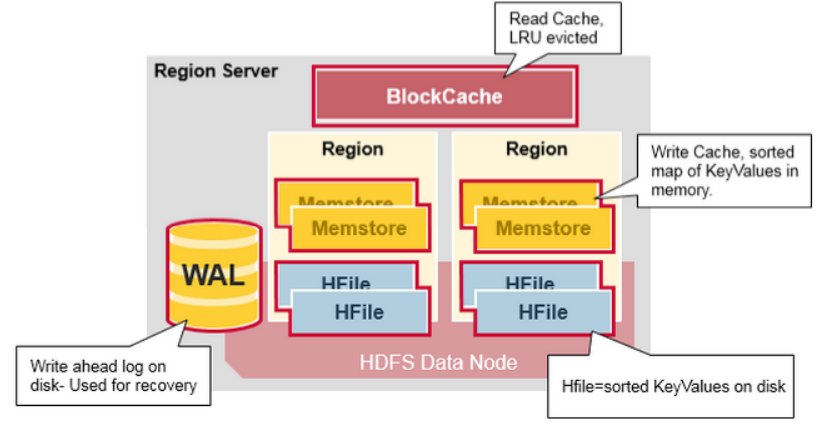 Read Cache,
LRU evicted
Region Server
BlockCache
Region
Region
Write Cache, sorted
map of KeyValues in
memory.
Memstore
Memstore
Memstore
Memstore
WAL
HFile
HFile
HFile
HFile
HDFS Data Node
Write ahead log on
disk- Used for recovery
Hfile=sorted KeyValues on disk